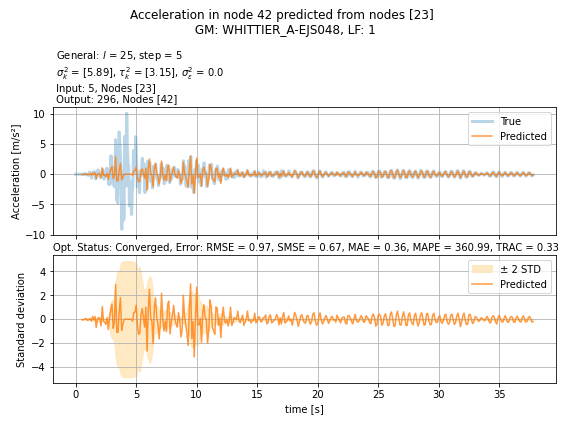 Acceleration in node 42 predicted from nodes [23]
GM: WHITTIER_A-EJS048, LF: 1
General: l = 25, step = 5
σ²ₖ = [5.89], τ²ₖ = [3.15], σ²ε = 0.0
Input: 5, Nodes [23]
Output: 296, Nodes [42]
Acceleration [m/s²]
10
5
0
−5
−10
True
Predicted
Opt. Status: Converged, Error: RMSE = 0.97, SMSE = 0.67, MAE = 0.36, MAPE = 360.99, TRAC = 0.33
Standard deviation
4
2
0
−2
−4
± 2 STD
Predicted
0 5 10 15 20 25 30 35
time [s]